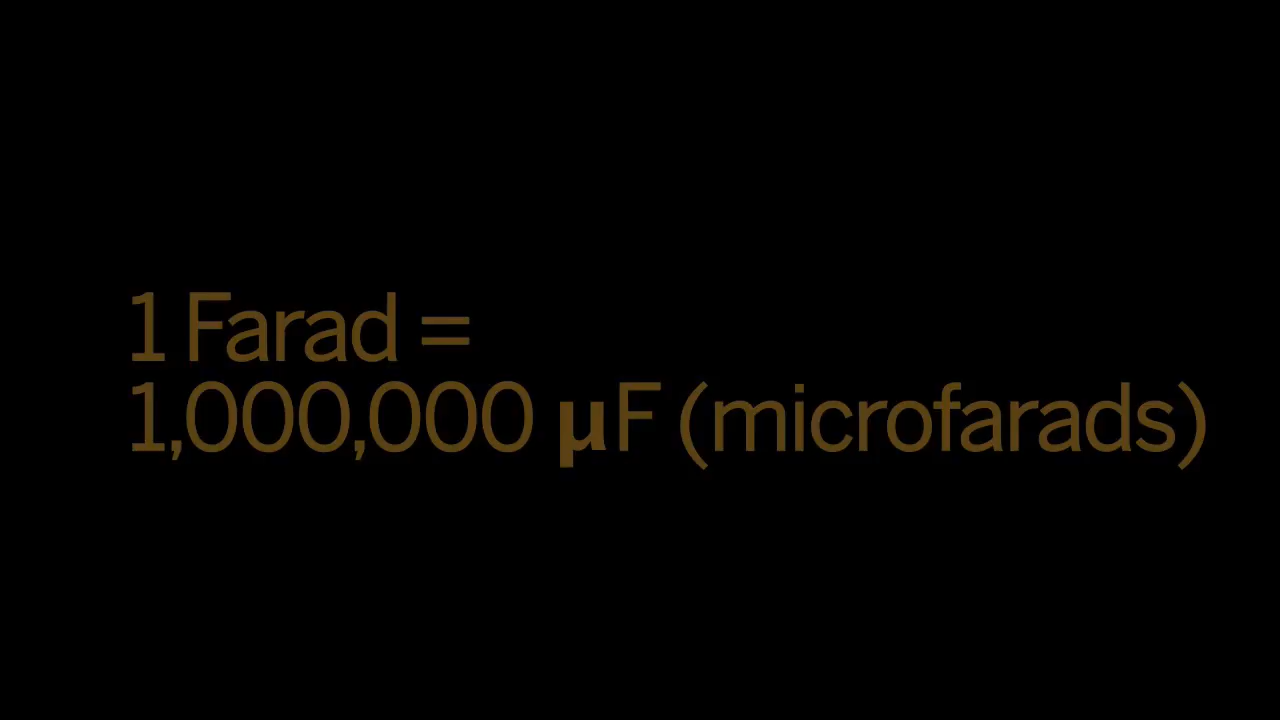 1 Farad =
1,000,000 µF (microfarads)